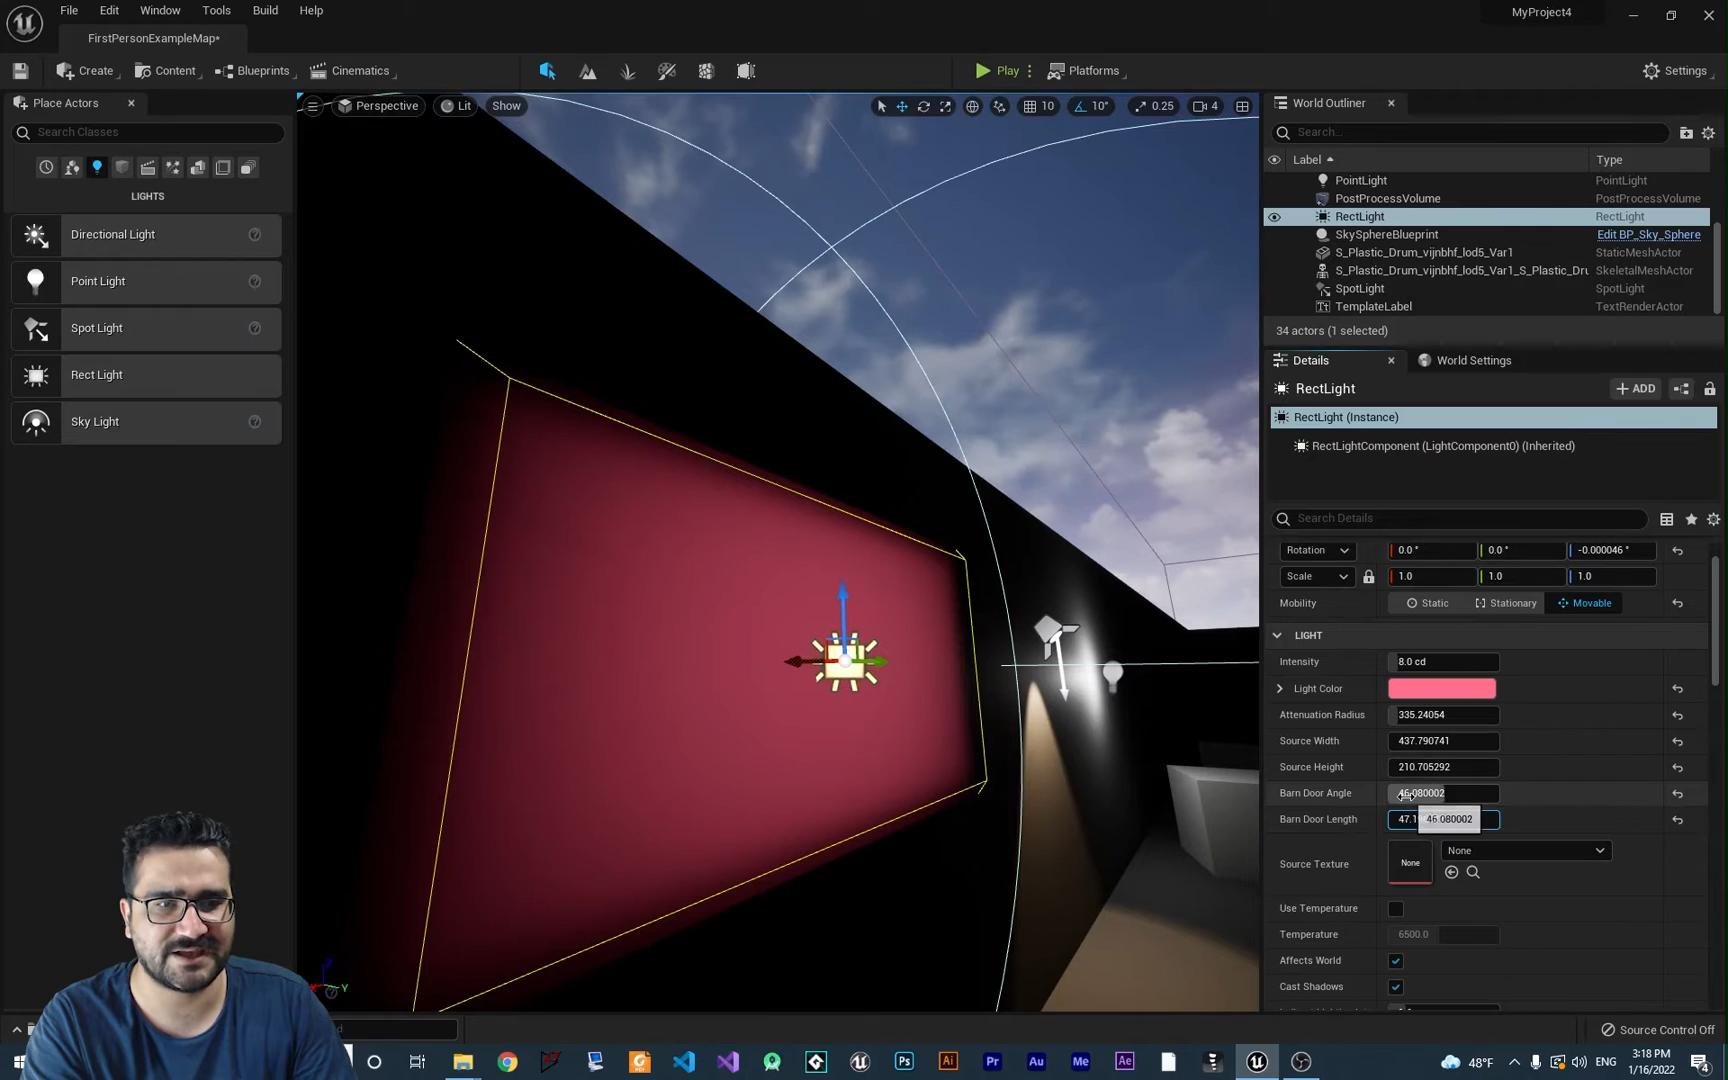 File Edit Window Tools Build Help
MyProject4
FirstPersonExampleMap*
Create Content Blueprints Cinematics Play Platforms Settings
Place Actors
Search Classes
LIGHTS
Directional Light
Point Light
Spot Light
Rect Light
Sky Light
Perspective Lit Show 10 10° 0.25 4
World Outliner
Search...
Label Type
PointLight PointLight
PostProcessVolume PostProcessVolume
RectLight RectLight
SkySphereBlueprint Edit BP_Sky_Sphere
S_Plastic_Drum_vijnbhf_lod5_Var1 StaticMeshActor
S_Plastic_Drum_vijnbhf_lod5_Var1_S_Plastic_Dru SkeletalMeshActor
SpotLight SpotLight
TemplateLabel TextRenderActor
34 actors (1 selected)
Details World Settings
RectLight ADD
RectLight (Instance)
RectLightComponent (LightComponent0) (Inherited)
Search Details
Rotation 0.0 ° 0.0 ° -0.000046 °
Scale 1.0 1.0 1.0
Mobility Static Stationary Movable
LIGHT
Intensity 8.0 cd
Light Color
Attenuation Radius 335.24054
Source Width 437.790741
Source Height 210.705292
Barn Door Angle 46.080002
Barn Door Length 47.1 46.080002
Source Texture None None
Use Temperature
Temperature 6500.0
Affects World
Cast Shadows
X Y
Source Control Off
Ps Ai Pr Au Me Ae
48°F ENG 3:18 PM
1/16/2022 4